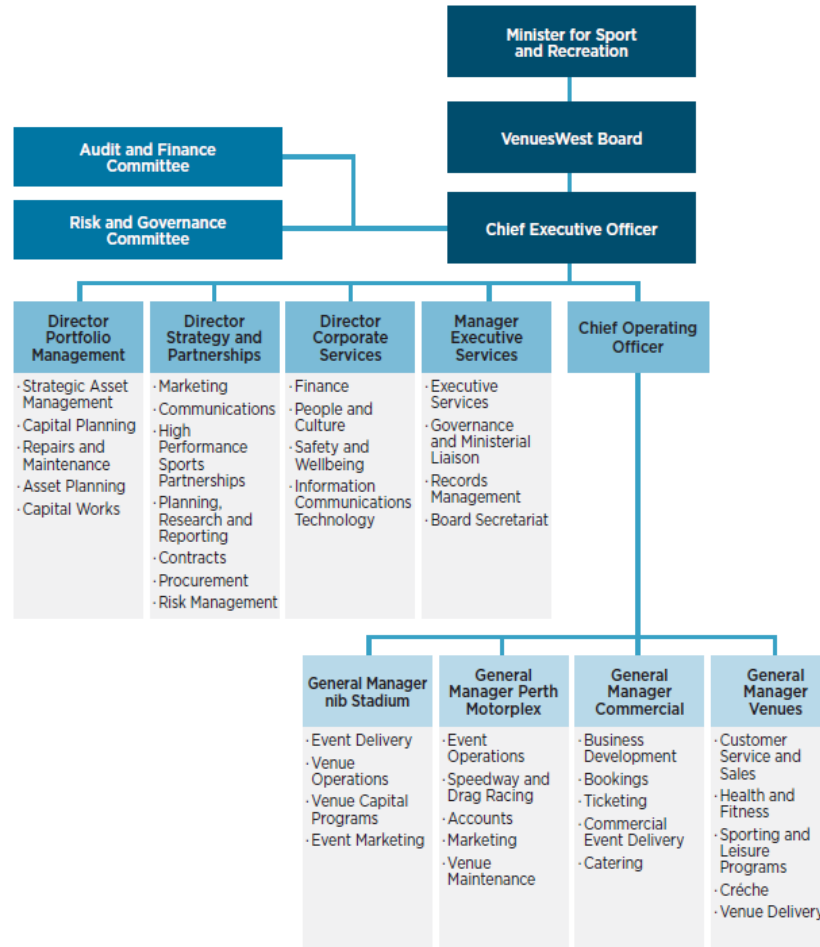 Minister for Sport
and Recreation
VenuesWest Board
Audit and Finance
Committee
Risk and Governance
Committee
Chief Executive Officer
Director
Portfolio
Management
· Strategic Asset
Management
· Capital Planning
· Repairs and
Maintenance
· Asset Planning
· Capital Works
Director
Strategy and
Partnerships
· Marketing
· Communications
· High
Performance
Sports
Partnerships
· Planning,
Research and
Reporting
· Contracts
· Procurement
· Risk Management
Director
Corporate
Services
· Finance
· People and
Culture
· Safety and
Wellbeing
· Information
Communications
Technology
Manager
Executive
Services
· Executive
Services
· Governance
and Ministerial
Liaison
· Records
Management
· Board Secretariat
Chief Operating
Officer
General Manager
nib Stadium
· Event Delivery
· Venue
Operations
· Venue Capital
Programs
· Event Marketing
General
Manager Perth
Motorplex
· Event
Operations
· Speedway and
Drag Racing
· Accounts
· Marketing
· Venue
Maintenance
General
Manager
Commercial
· Business
Development
· Bookings
· Ticketing
· Commercial
Event Delivery
· Catering
General
Manager
Venues
· Customer
Service and
Sales
· Health and
Fitness
· Sporting and
Leisure
Programs
· Créche
· Venue Delivery